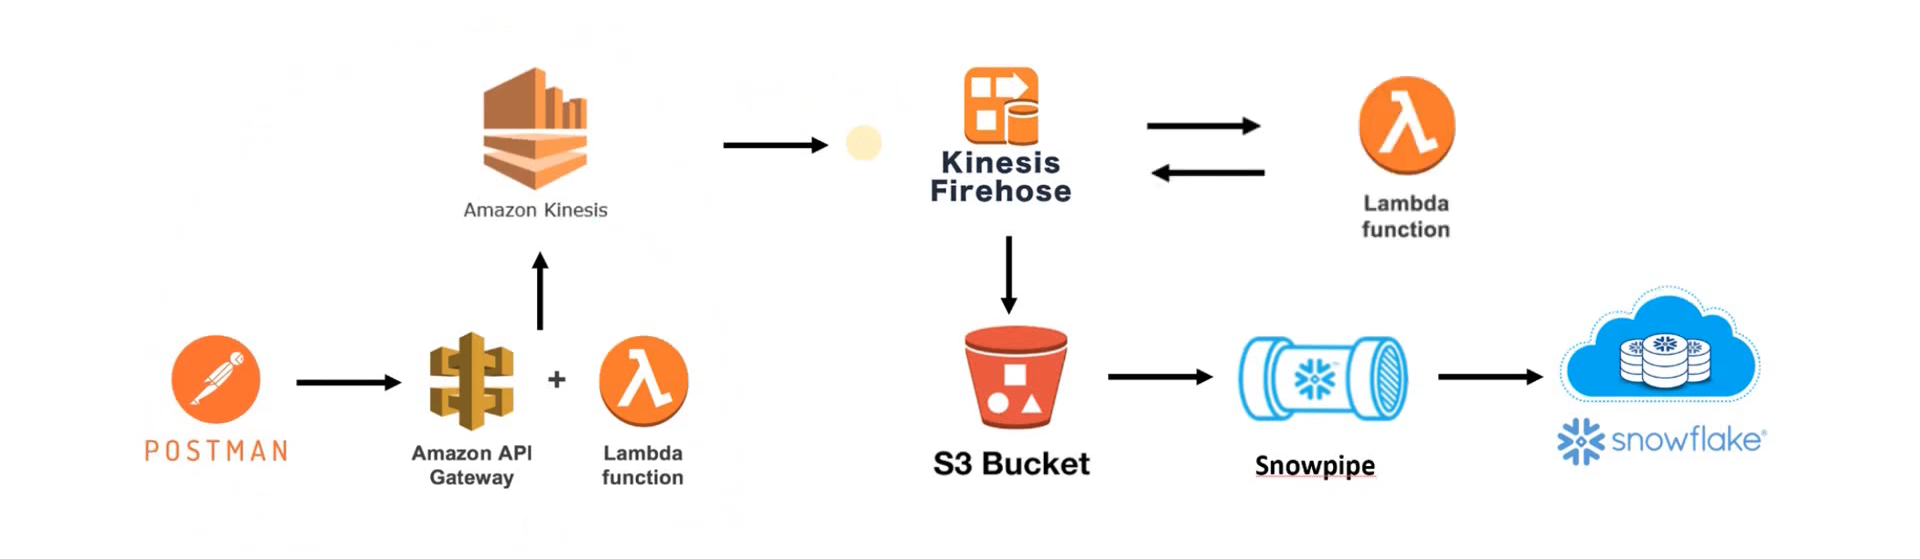 Amazon Kinesis
Kinesis
Firehose
Lambda
function
POSTMAN
Amazon API
Gateway
+
Lambda
function
S3 Bucket
Snowpipe
snowflake®